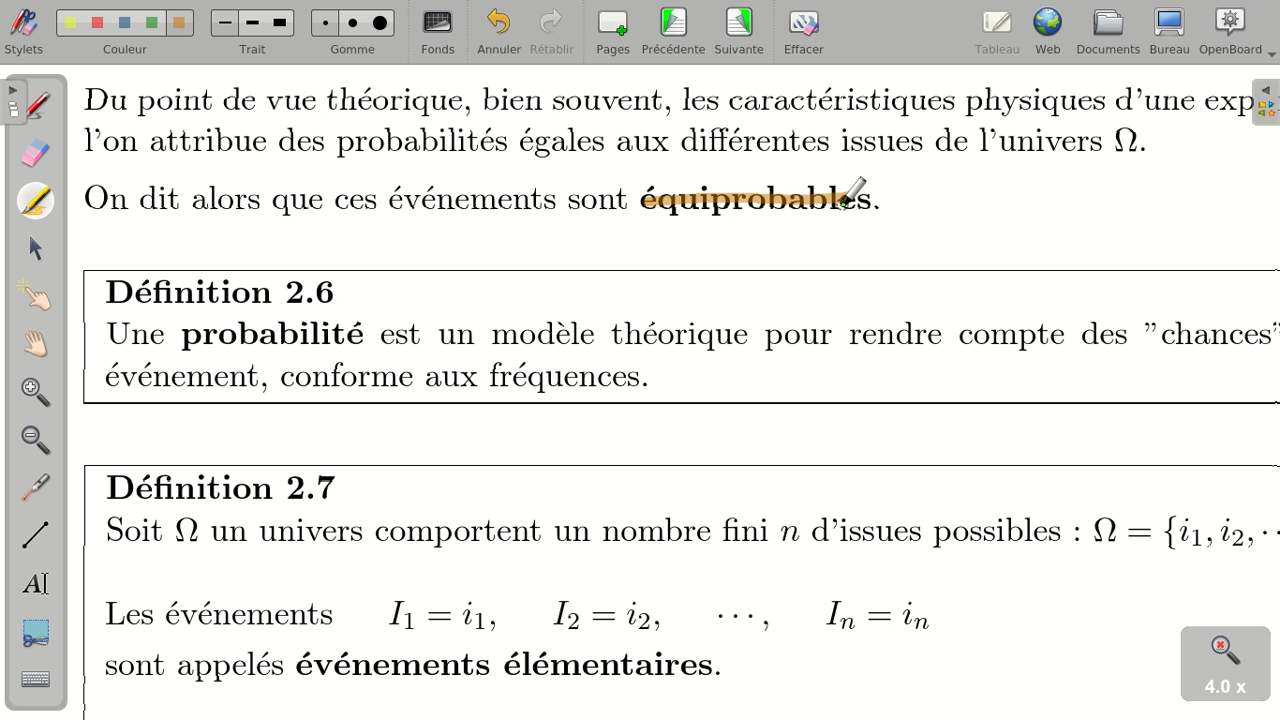 Stylets Couleur Trait Gomme Fonds Annuler Rétablir Pages Précédente Suivante Effacer Tableau Web Documents Bureau OpenBoard
Du point de vue théorique, bien souvent, les caractéristiques physiques d'une exp
l'on attribue des probabilités égales aux différentes issues de l'univers Ω.
On dit alors que ces événements sont équiprobables.
Définition 2.6
Une probabilité est un modèle théorique pour rendre compte des "chances"
événement, conforme aux fréquences.
Définition 2.7
Soit Ω un univers comportent un nombre fini n d'issues possibles : Ω = {i₁, i₂, ··
Les événements I₁ = i₁, I₂ = i₂, ···, Iₙ = iₙ
sont appelés événements élémentaires.
4.0 x